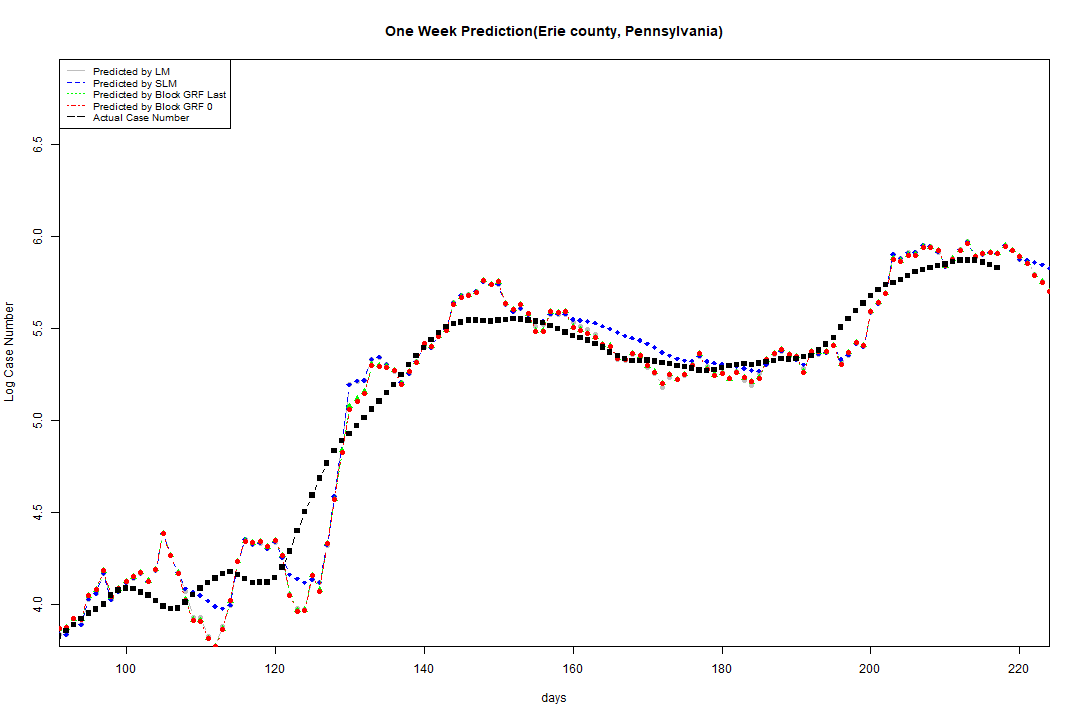 One Week Prediction(Erie county, Pennsylvania)
Predicted by LM
Predicted by SLM
Predicted by Block GRF Last
Predicted by Block GRF 0
Actual Case Number
6.5
6.0
5.5
5.0
4.5
4.0
Log Case Number
100 120 140 160 180 200 220
days